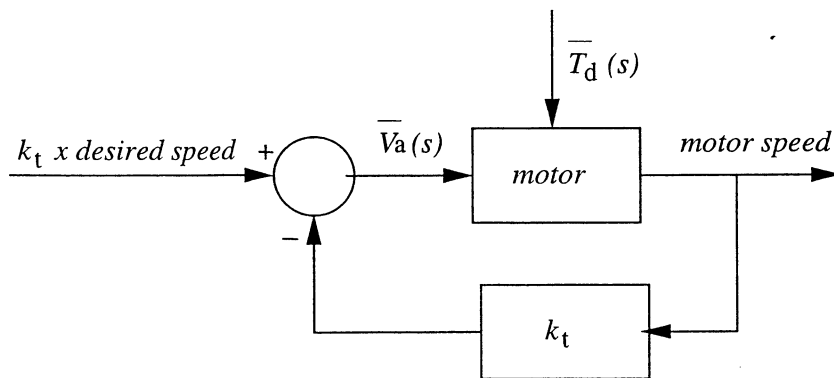 T̅d (s)
kt x desired speed
+
V̅a(s)
motor
motor speed
−
kt